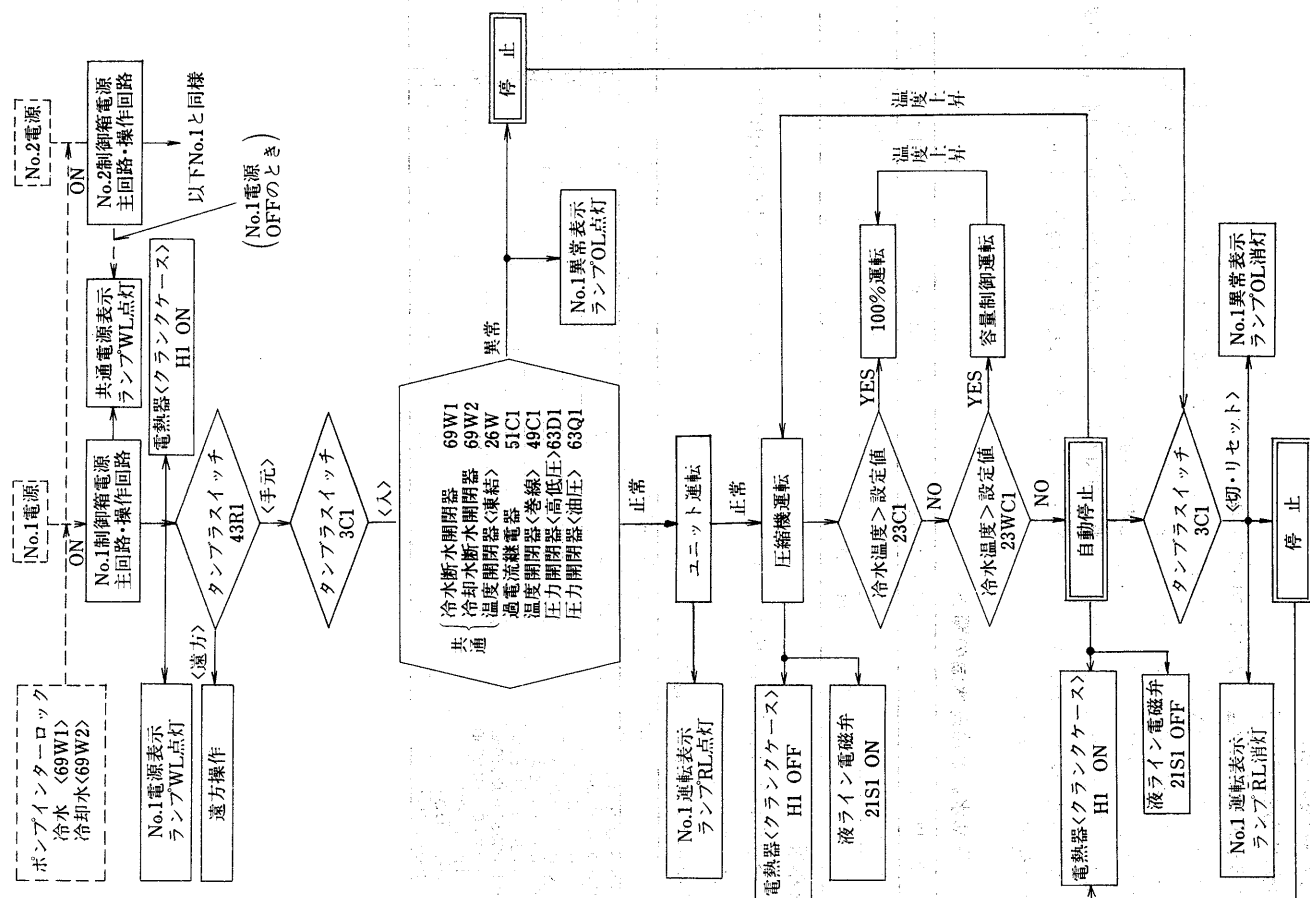 No.1電源
No.2電源
ポンプインターロック
冷水 <69W1>
冷却水<69W2>
ON
ON
No.1制御箱電源
主回路・操作回路
共通電源表示
ランプWL点灯
No.2制御箱電源
主回路・操作回路
以下No.1と同様
(No.1電源
OFFのとき)
No.1電源表示
ランプWL点灯
電熱器<クランクケース>
H1 ON
タンブラスイッチ
43R1
<遠方>
遠方操作
<手元>
タンブラスイッチ
3C1
<入>
共通
冷水断水開閉器 69W1
冷却水断水開閉器 69W2
温度開閉器<凍結> 26W
過電流継電器 51C1
温度開閉器<巻線> 49C1
圧力開閉器<高低圧> 63D1
圧力開閉器<油圧> 63Q1
異常
停止
No.1異常表示
ランプOL点灯
正常
ユニット運転
No.1運転表示
ランプRL点灯
正常
圧縮機運転
電熱器<クランクケース>
H1 OFF
液ライン電磁弁
21S1 ON
冷水温度>設定値
23C1
YES
100%運転
温度上昇
NO
冷水温度>設定値
23WC1
YES
容量制御運転
温度上昇
NO
自動停止
電熱器<クランクケース>
H1 ON
液ライン電磁弁
21S1 OFF
タンブラスイッチ
3C1
<切・リセット>
No.1運転表示
ランプRL消灯
No.1異常表示
ランプOL消灯
停止